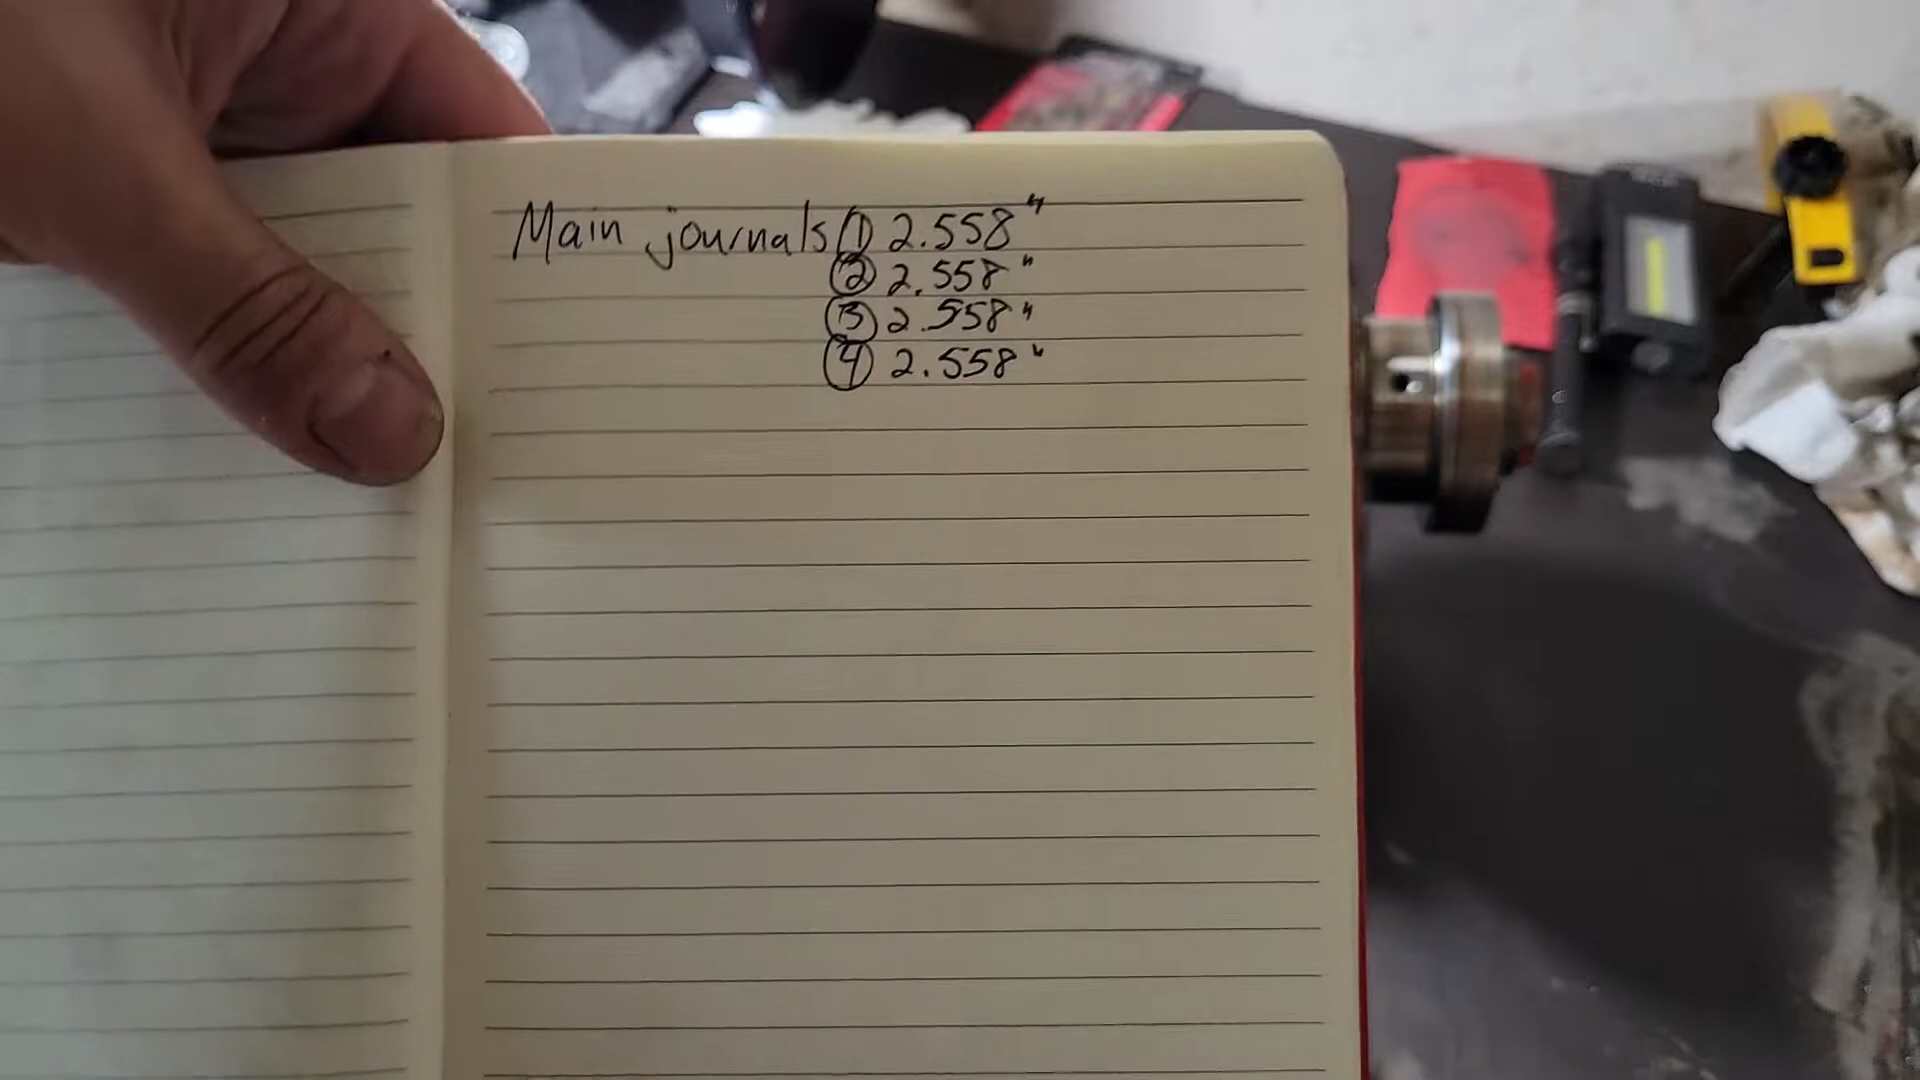 Main journals ① 2.558"
② 2.558"
③ 2.558"
④ 2.558"